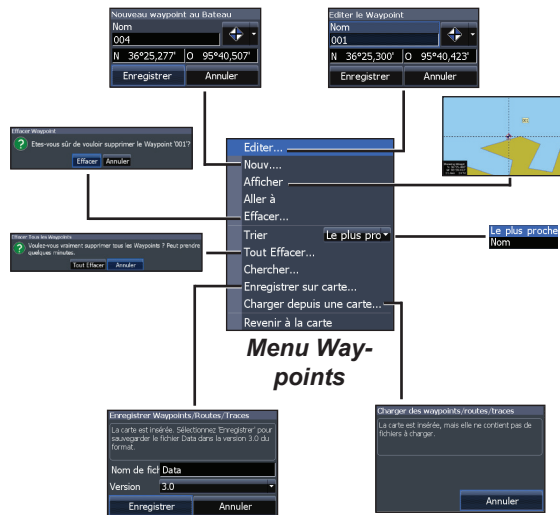 Nouveau waypoint au Bateau
Nom
004
N 36°25,277' O 95°40,507'
Enregistrer Annuler
Editer le Waypoint
Nom
001
N 36°25,300' O 95°40,423'
Enregistrer Annuler
Effacer Waypoint
Etes-vous sûr de vouloir supprimer le Waypoint '001'?
Effacer Annuler
001
Editer...
Nouv....
Afficher
Aller à
Effacer...
Trier Le plus pro
Tout Effacer...
Chercher...
Enregistrer sur carte...
Charger depuis une carte...
Revenir à la carte
Le plus proche
Nom
Effacer Tous les Waypoints
Voulez-vous vraiment supprimer tous les Waypoints ? Peut prendre
quelques minutes.
Tout Effacer Annuler
Menu Way-
points
Enregistrer Waypoints/Routes/Traces
La carte est insérée. Sélectionnez 'Enregistrer' pour
sauvegarder le fichier Data dans la version 3.0 du
format.
Nom de fich Data
Version 3.0
Enregistrer Annuler
Charger des waypoints/routes/traces
La carte est insérée, mais elle ne contient pas de
fichiers à charger.
Annuler